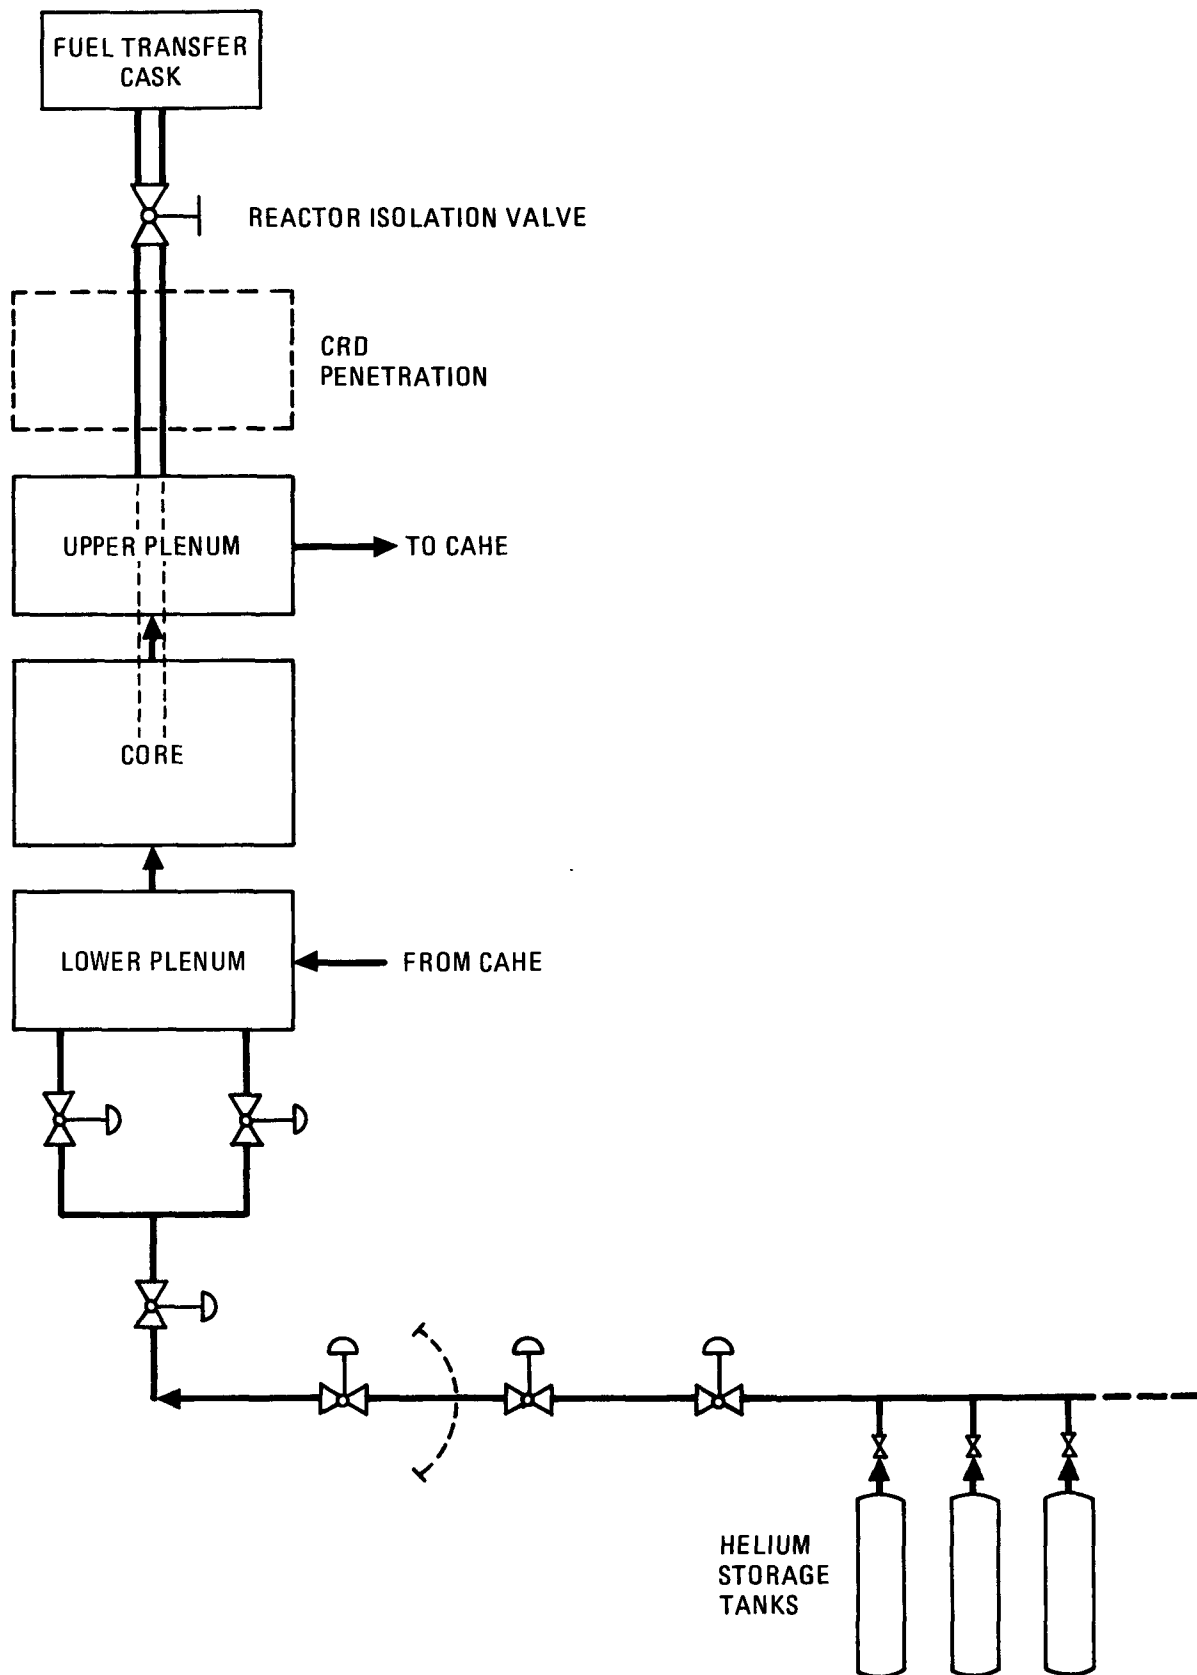 FUEL TRANSFER
CASK
REACTOR ISOLATION VALVE
CRD
PENETRATION
UPPER PLENUM
TO CAHE
CORE
LOWER PLENUM
FROM CAHE
HELIUM
STORAGE
TANKS